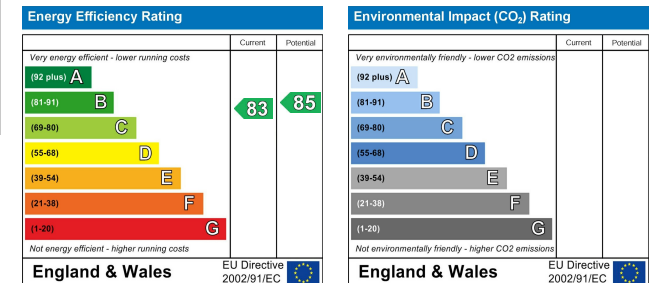 Energy Efficiency Rating
Current Potential
Very energy efficient - lower running costs
(92 plus) A
(81-91) B
(69-80) C
(55-68) D
(39-54) E
(21-38) F
(1-20) G
83
85
Not energy efficient - higher running costs
England & Wales
EU Directive
2002/91/EC
Environmental Impact (CO₂) Rating
Current Potential
Very environmentally friendly - lower CO2 emissions
(92 plus) A
(81-91) B
(69-80) C
(55-68) D
(39-54) E
(21-38) F
(1-20) G
Not environmentally friendly - higher CO2 emissions
England & Wales
EU Directive
2002/91/EC